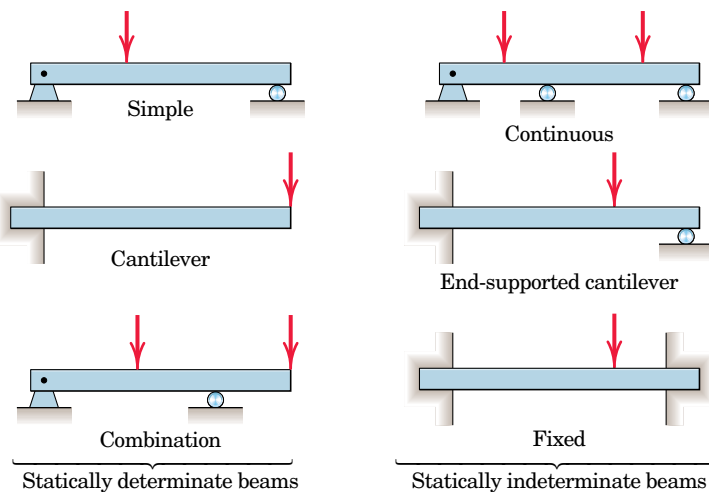 Simple
Continuous
Cantilever
End-supported cantilever
Combination
Fixed
Statically determinate beams
Statically indeterminate beams